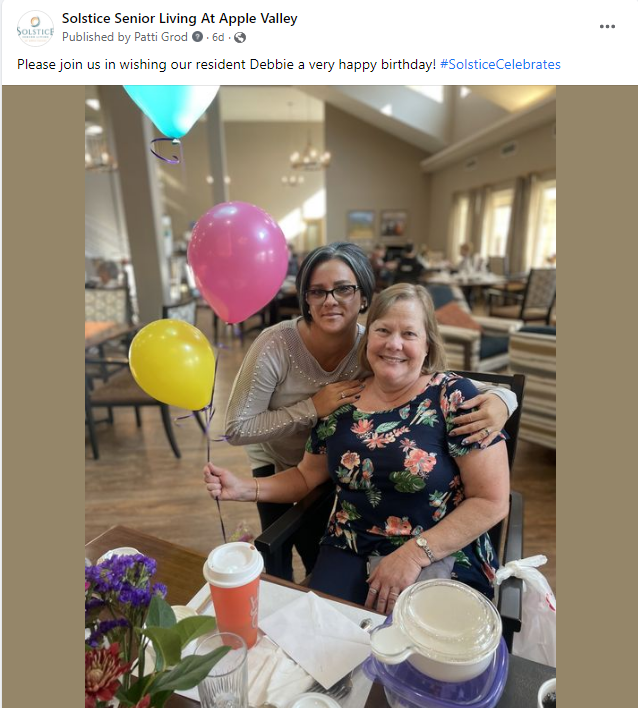 SOLSTICE
Solstice Senior Living At Apple Valley
Published by Patti Grod · 6d ·
Please join us in wishing our resident Debbie a very happy birthday! #SolsticeCelebrates